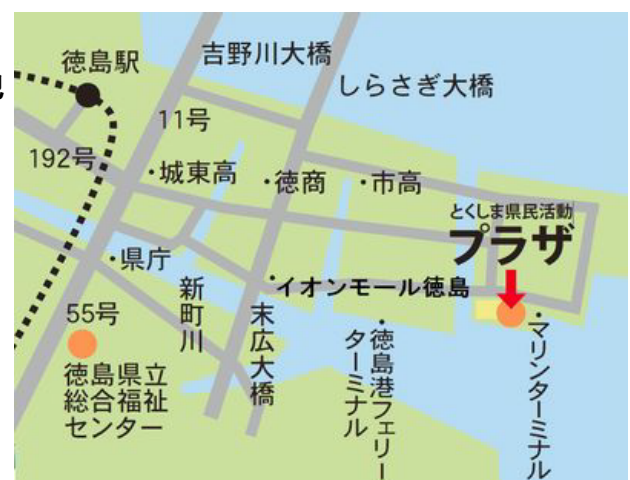 吉野川大橋
徳島駅
しらさぎ大橋
11号
192号
・城東高
・徳商
・市高
とくしま県民活動
プラザ
・県庁
・イオンモール徳島
新町川
末広大橋
・徳島港フェリー
ターミナル
・マリンターミナル
55号
徳島県立
総合福祉
センター